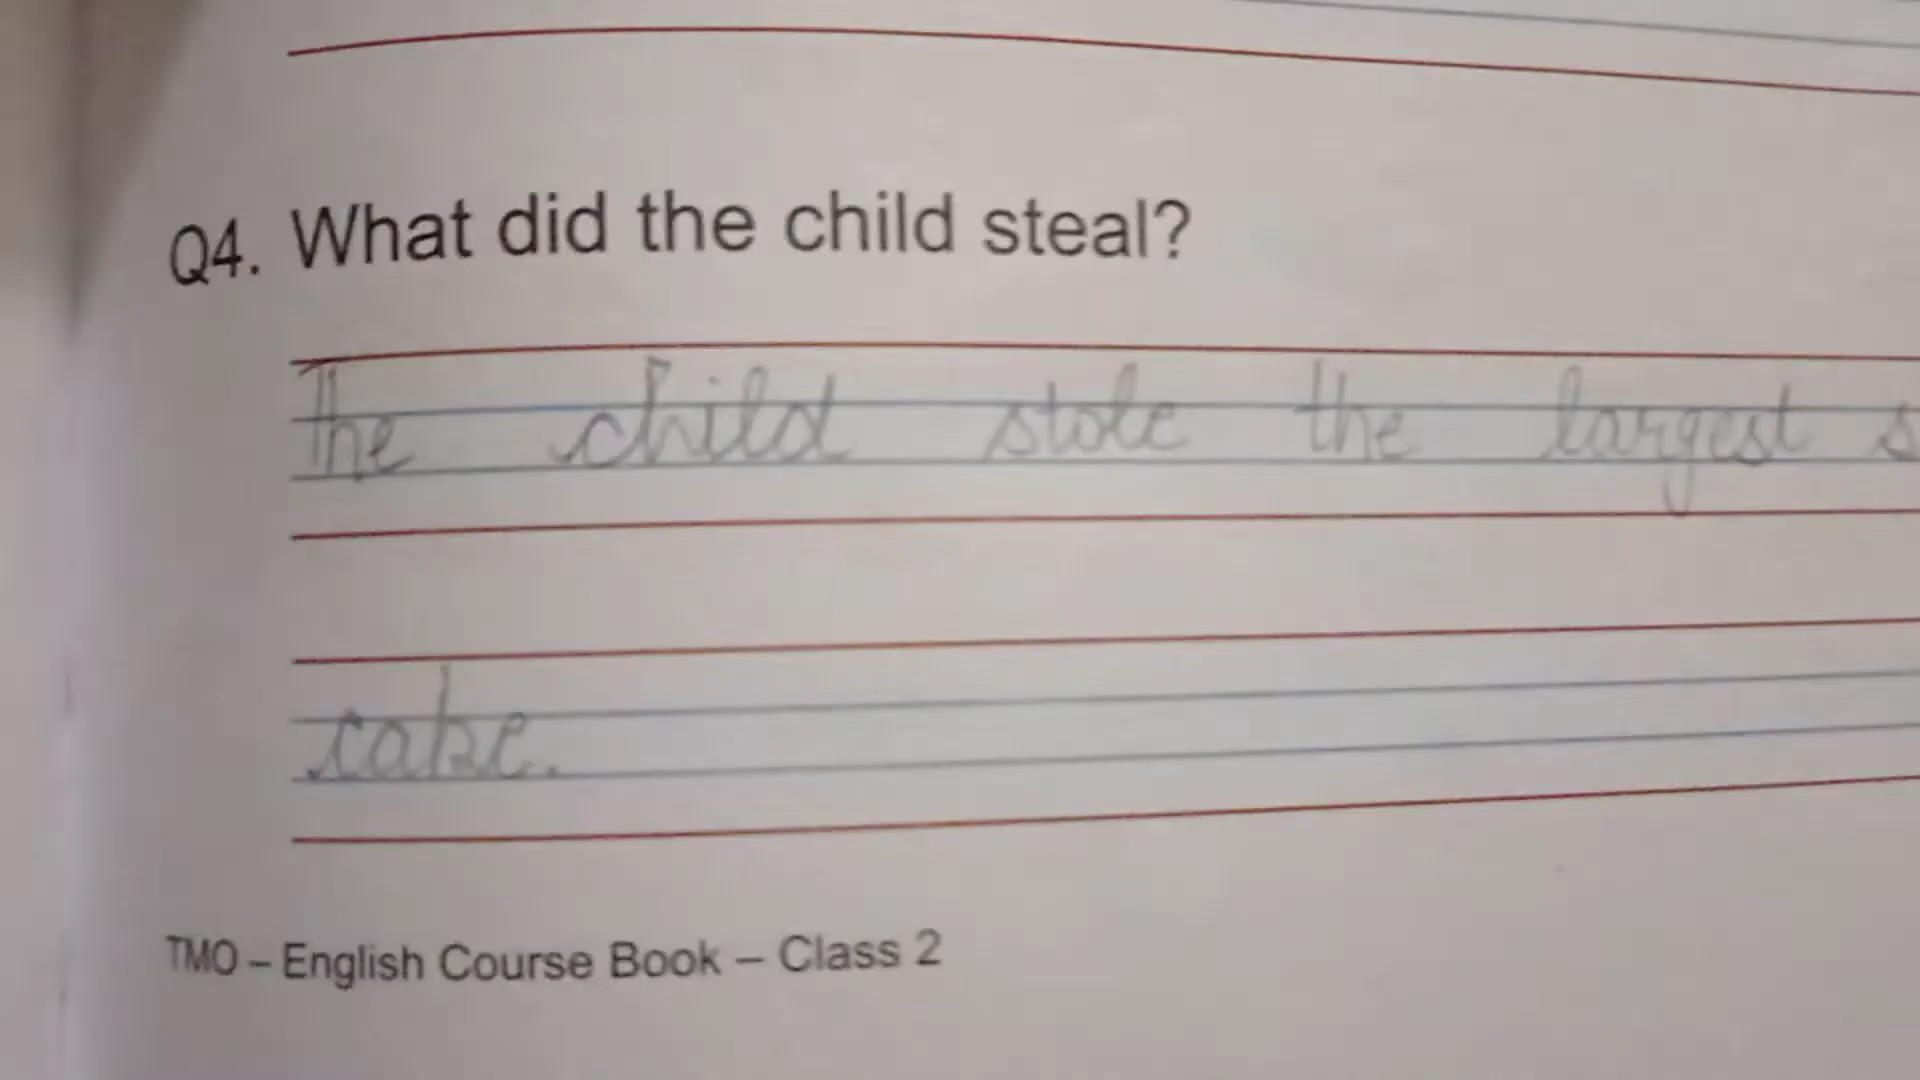 Q4. What did the child steal?
The child stole the largest s
cake.
TMO – English Course Book – Class 2